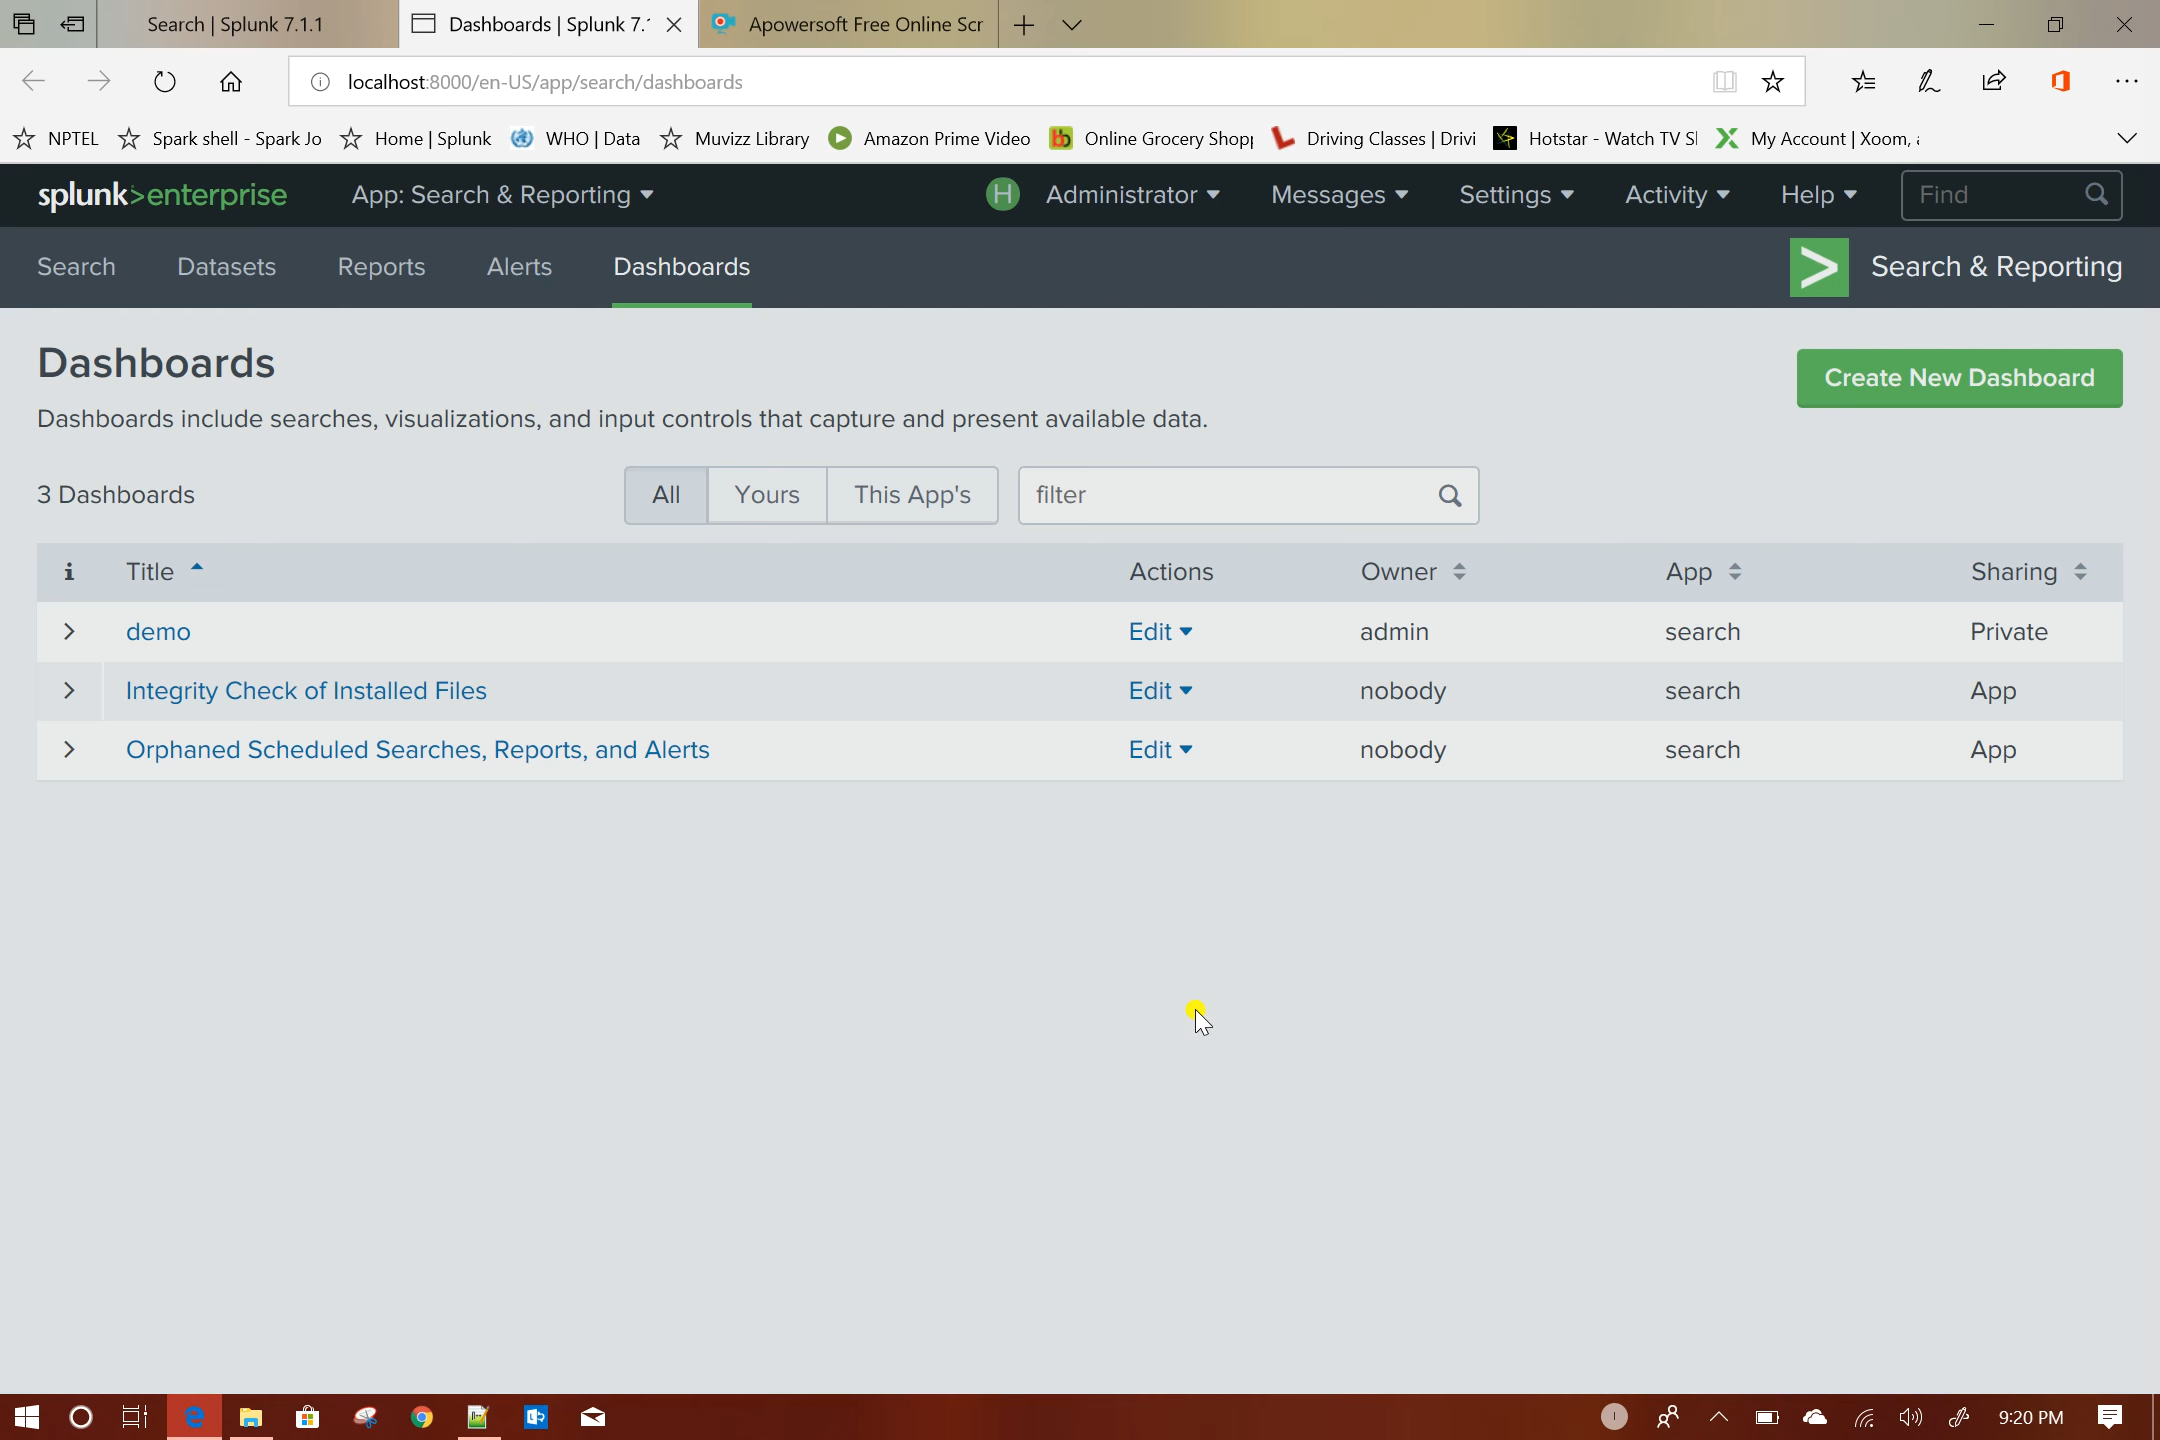 Search | Splunk 7.1.1
Dashboards | Splunk 7.
Apowersoft Free Online Scr
localhost:8000/en-US/app/search/dashboards
NPTEL
Spark shell - Spark Jo
Home | Splunk
WHO | Data
Muvizz Library
Amazon Prime Video
Online Grocery Shopp
Driving Classes | Drivi
Hotstar - Watch TV S
My Account | Xoom,
splunk>enterprise
App: Search & Reporting
H
Administrator
Messages
Settings
Activity
Help
Find
Search
Datasets
Reports
Alerts
Dashboards
Search & Reporting
Dashboards
Create New Dashboard
Dashboards include searches, visualizations, and input controls that capture and present available data.
3 Dashboards
All
Yours
This App's
filter
i Title Actions Owner App Sharing
demo Edit admin search Private
Integrity Check of Installed Files Edit nobody search App
Orphaned Scheduled Searches, Reports, and Alerts Edit nobody search App
9:20 PM